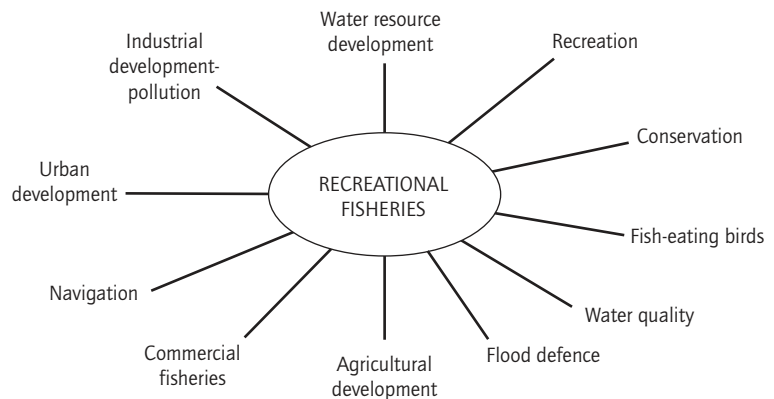 Water resource
development
Recreation
Industrial
development-
pollution
Conservation
Urban
development
RECREATIONAL
FISHERIES
Fish-eating birds
Navigation
Water quality
Commercial
fisheries
Agricultural
development
Flood defence